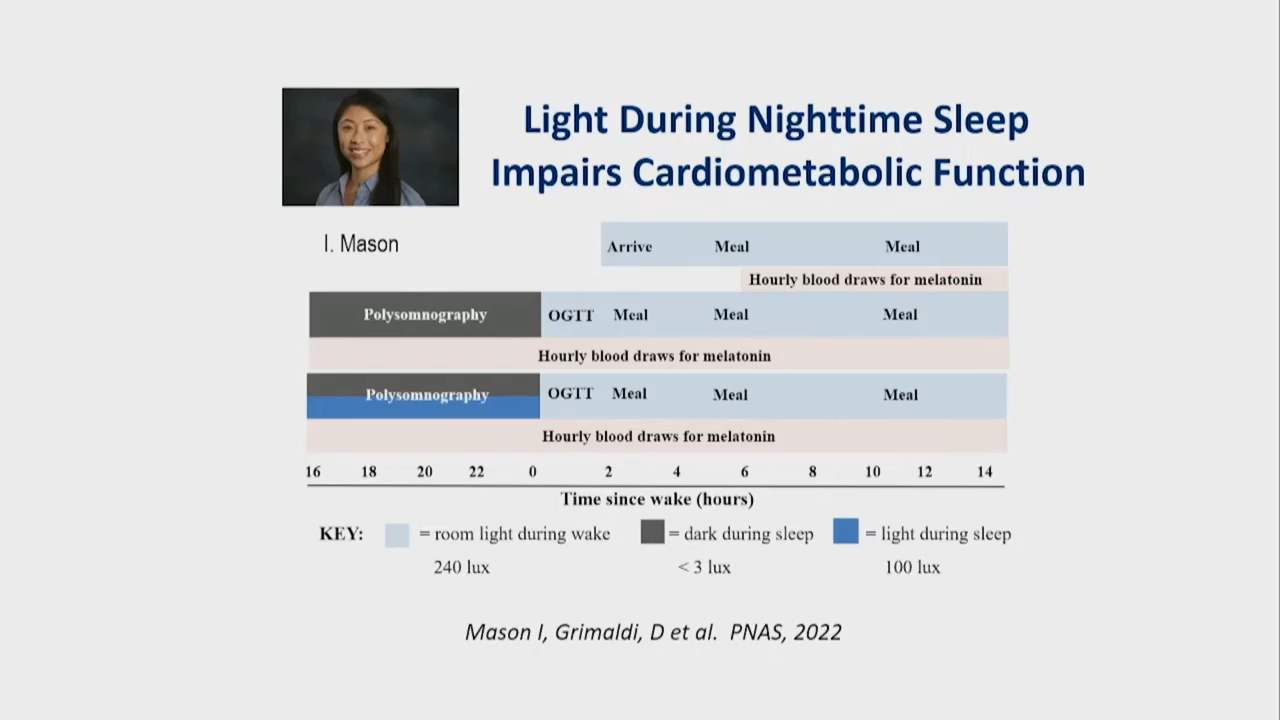 Light During Nighttime Sleep
Impairs Cardiometabolic Function
I. Mason
Arrive Meal Meal
Hourly blood draws for melatonin
Polysomnography OGTT Meal Meal Meal
Hourly blood draws for melatonin
Polysomnography OGTT Meal Meal Meal
Hourly blood draws for melatonin
16 18 20 22 0 2 4 6 8 10 12 14
Time since wake (hours)
KEY: = room light during wake = dark during sleep = light during sleep
240 lux < 3 lux 100 lux
Mason I, Grimaldi, D et al. PNAS, 2022